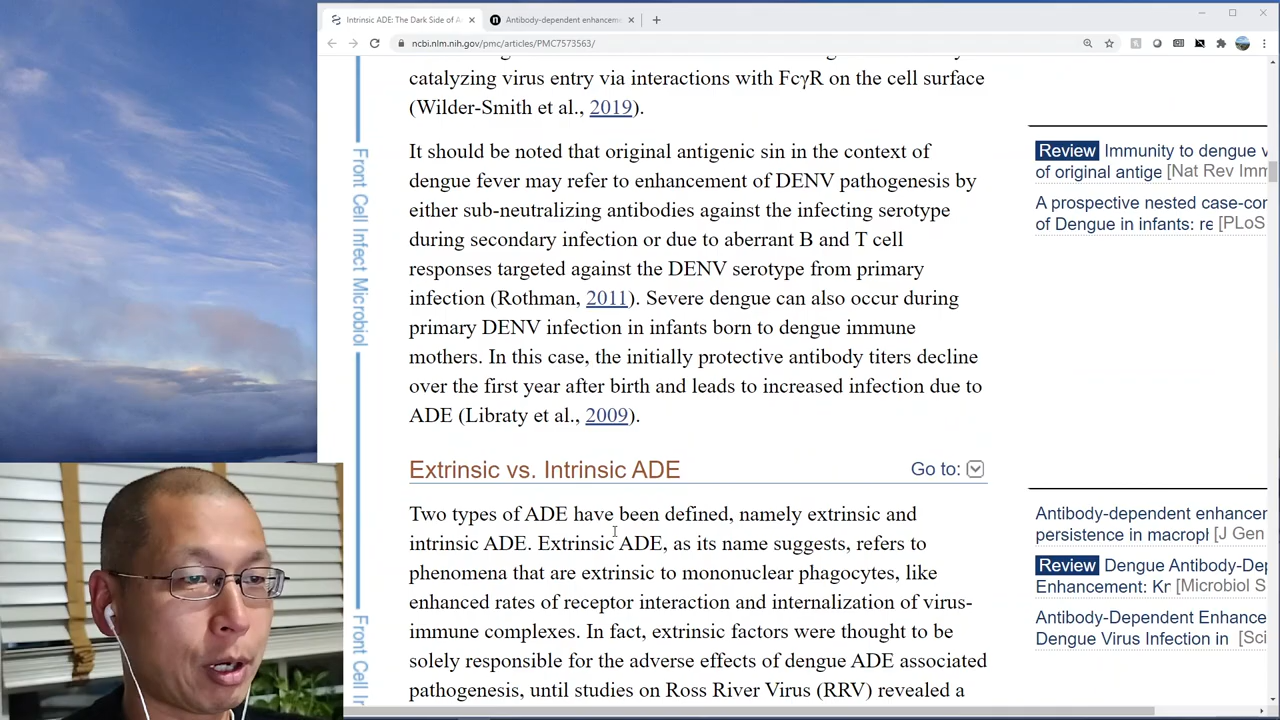 Intrinsic ADE: The Dark Side of A
Antibody-dependent enhancemen
ncbi.nlm.nih.gov/pmc/articles/PMC7573563/
catalyzing virus entry via interactions with FcγR on the cell surface
(Wilder-Smith et al., 2019).
It should be noted that original antigenic sin in the context of
dengue fever may refer to enhancement of DENV pathogenesis by
either sub-neutralizing antibodies against the infecting serotype
during secondary infection or due to aberrant B and T cell
responses targeted against the DENV serotype from primary
infection (Rothman, 2011). Severe dengue can also occur during
primary DENV infection in infants born to dengue immune
mothers. In this case, the initially protective antibody titers decline
over the first year after birth and leads to increased infection due to
ADE (Libraty et al., 2009).
Extrinsic vs. Intrinsic ADE
Go to:
Two types of ADE have been defined, namely extrinsic and
intrinsic ADE. Extrinsic ADE, as its name suggests, refers to
phenomena that are extrinsic to mononuclear phagocytes, like
enhanced rates of receptor interaction and internalization of virus-
immune complexes. In fact, extrinsic factors were thought to be
solely responsible for the adverse effects of dengue ADE associated
pathogenesis, until studies on Ross River Virus (RRV) revealed a
Front Cell Infect Microbiol
Front Cell In
Review Immunity to dengue v
of original antige [Nat Rev Imm
A prospective nested case-con
of Dengue in infants: re [PLoS
Antibody-dependent enhancer
persistence in macropl [J Gen
Review Dengue Antibody-Dep
Enhancement: Kr [Microbiol S
Antibody-Dependent Enhance
Dengue Virus Infection in [Sci